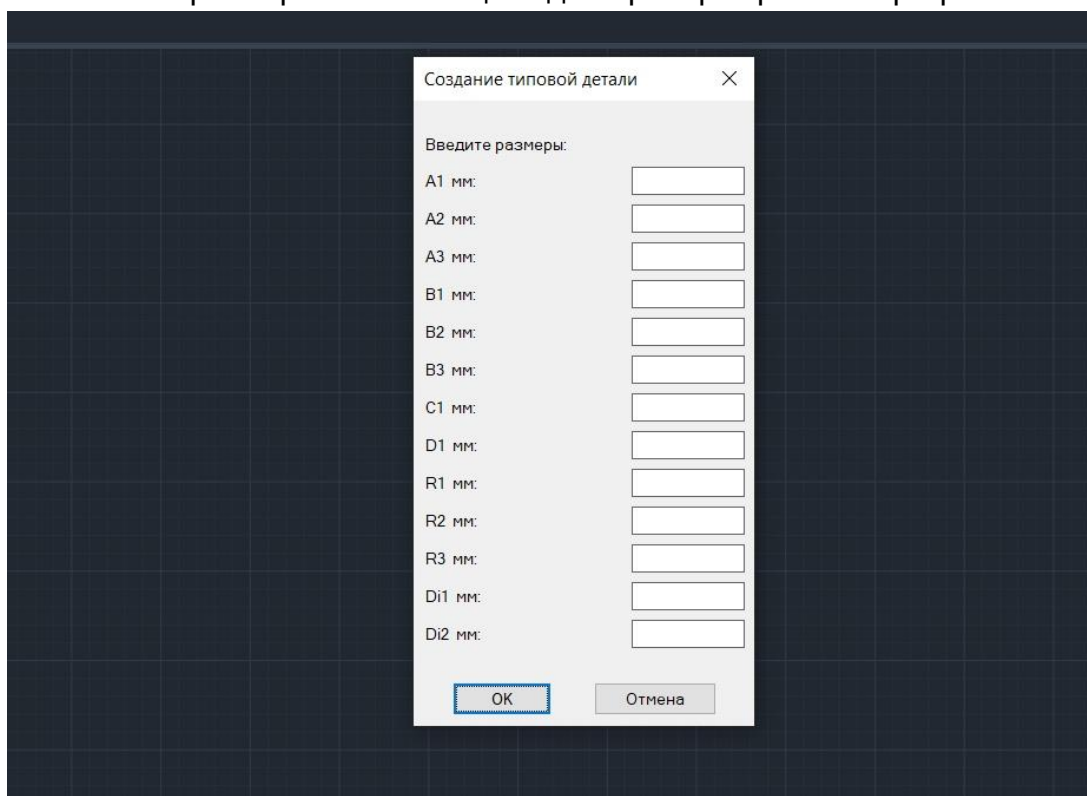 Создание типовой детали
Введите размеры:
A1 мм:
A2 мм:
A3 мм:
B1 мм:
B2 мм:
B3 мм:
C1 мм:
D1 мм:
R1 мм:
R2 мм:
R3 мм:
Di1 мм:
Di2 мм:
OK Отмена